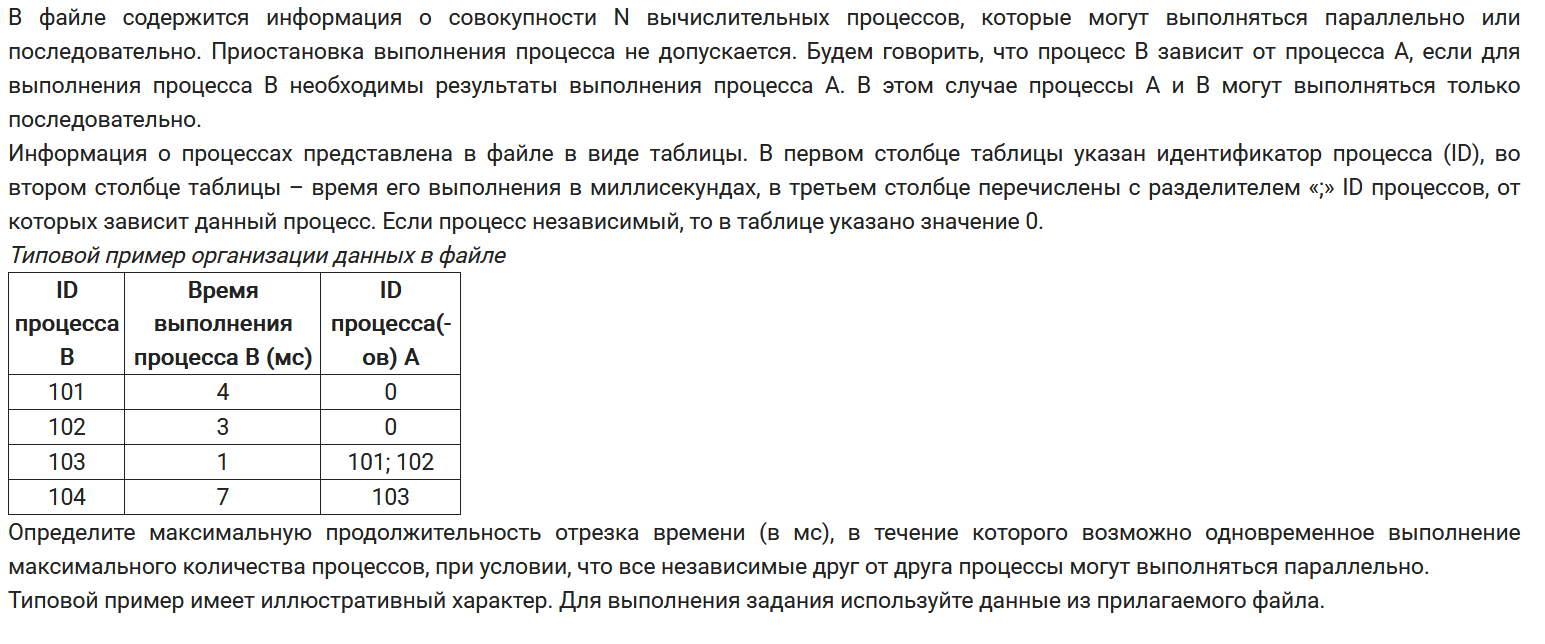 В файле содержится информация о совокупности N вычислительных процессов, которые могут выполняться параллельно или
последовательно. Приостановка выполнения процесса не допускается. Будем говорить, что процесс B зависит от процесса A, если для
выполнения процесса B необходимы результаты выполнения процесса A. В этом случае процессы A и B могут выполняться только
последовательно.
Информация о процессах представлена в файле в виде таблицы. В первом столбце таблицы указан идентификатор процесса (ID), во
втором столбце таблицы – время его выполнения в миллисекундах, в третьем столбце перечислены с разделителем «;» ID процессов, от
которых зависит данный процесс. Если процесс независимый, то в таблице указано значение 0.
Типовой пример организации данных в файле
ID процесса B | Время выполнения процесса B (мс) | ID процесса(-ов) A
101 4 0
102 3 0
103 1 101; 102
104 7 103
Определите максимальную продолжительность отрезка времени (в мс), в течение которого возможно одновременное выполнение
максимального количества процессов, при условии, что все независимые друг от друга процессы могут выполняться параллельно.
Типовой пример имеет иллюстративный характер. Для выполнения задания используйте данные из прилагаемого файла.